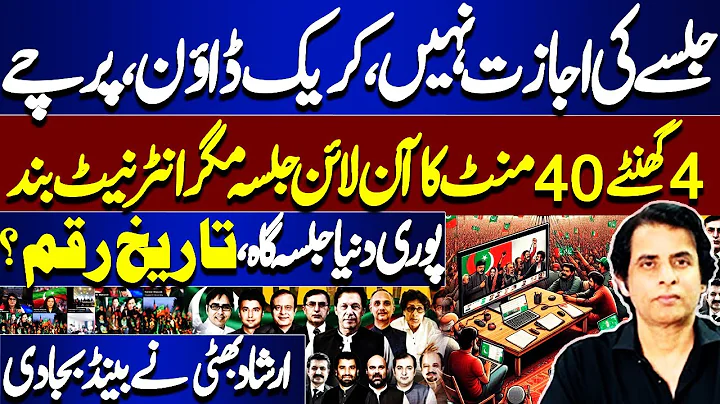 جلسے کی اجازت نہیں، کریک ڈاؤن، پرچے
4 گھنٹے 40 منٹ کا آن لائن جلسہ مگر انٹرنیٹ بند
پوری دنیا جلسہ گاہ، تاریخ رقم؟
ارشاد بھٹی نے بینڈ بجادی